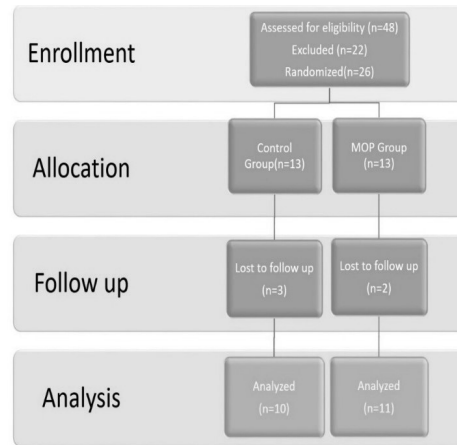 Enrollment
Assessed for eligibility (n=48)
Excluded (n=22)
Randomized(n=26)
Allocation
Control
Group(n=13)
MOP Group
(n=13)
Follow up
Lost to follow up
(n=3)
Lost to follow up
(n=2)
Analysis
Analyzed
(n=10)
Analyzed
(n=11)